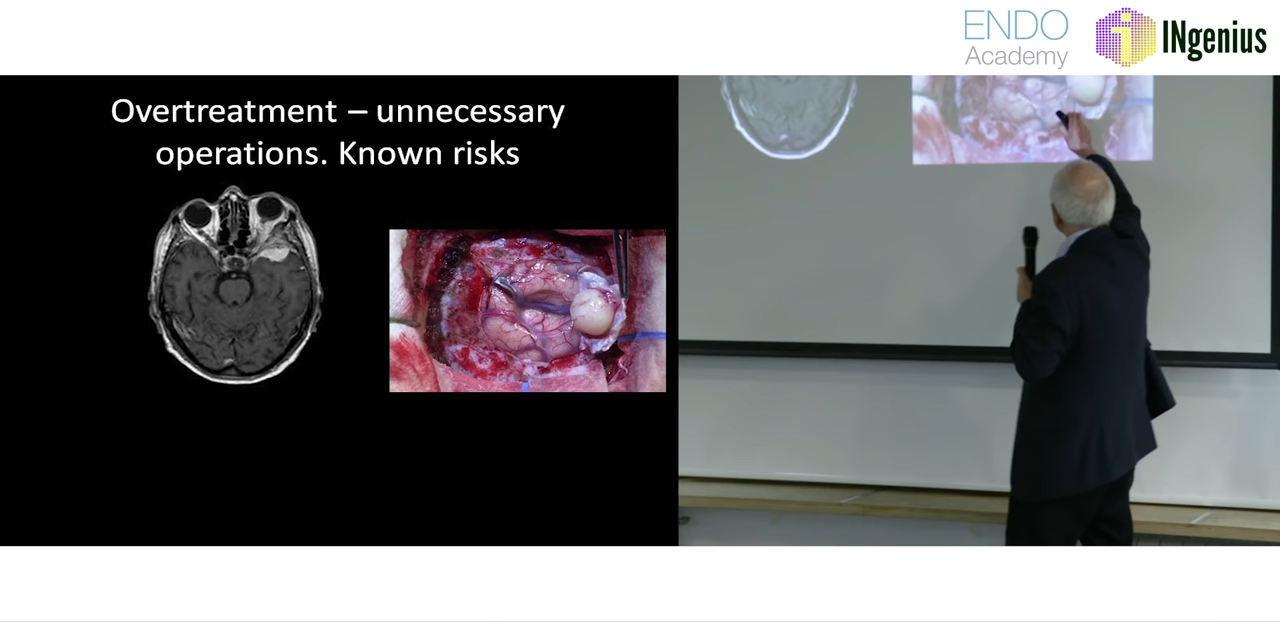 ENDO
Academy
INgenius
Overtreatment – unnecessary
operations. Known risks